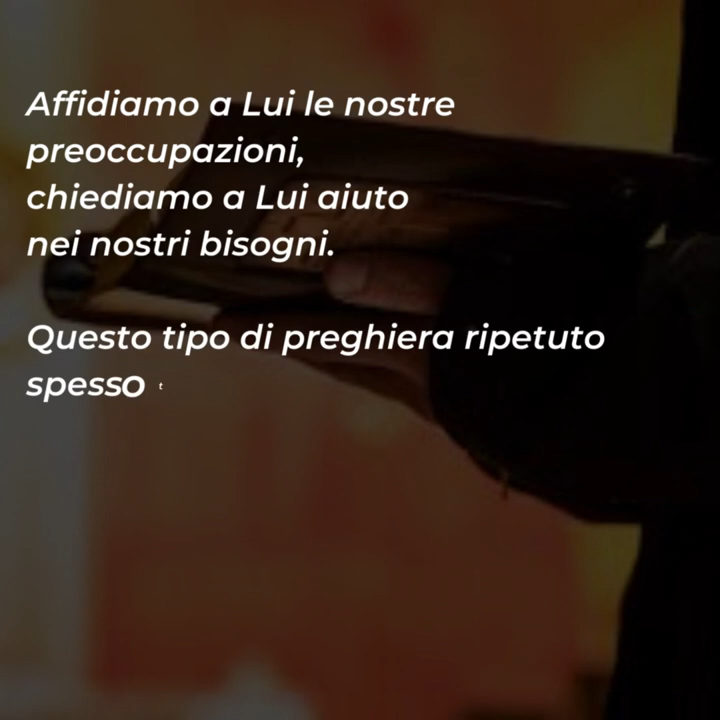 Affidiamo a Lui le nostre
preoccupazioni,
chiediamo a Lui aiuto
nei nostri bisogni.
Questo tipo di preghiera ripetuto
spesso t